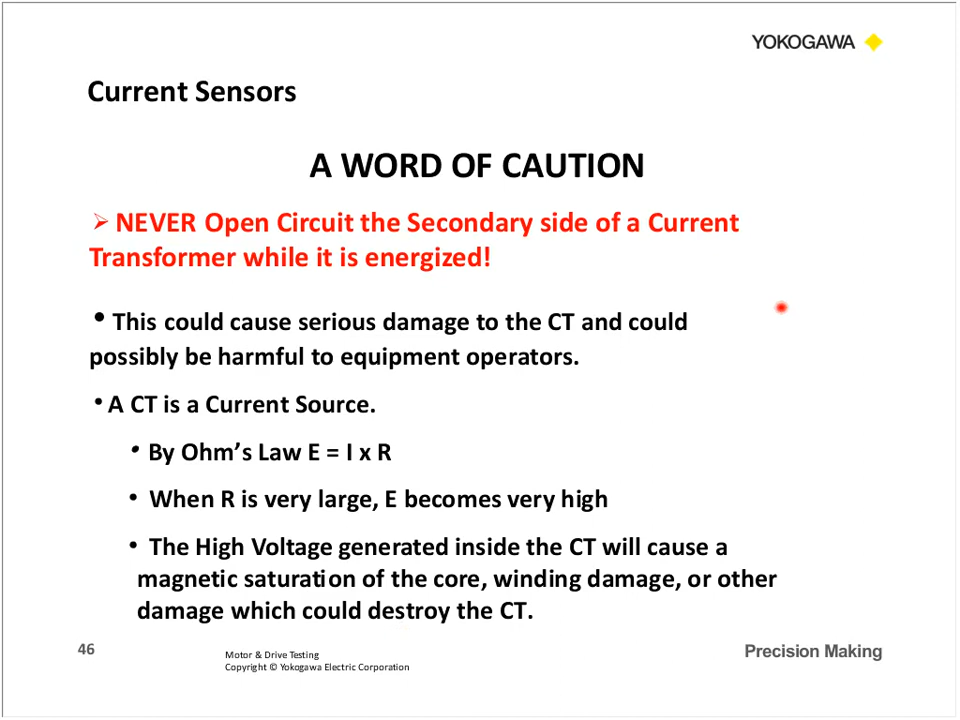 YOKOGAWA
Current Sensors
A WORD OF CAUTION
➢ NEVER Open Circuit the Secondary side of a Current
Transformer while it is energized!
• This could cause serious damage to the CT and could
possibly be harmful to equipment operators.
• A CT is a Current Source.
• By Ohm’s Law E = I x R
• When R is very large, E becomes very high
• The High Voltage generated inside the CT will cause a
magnetic saturation of the core, winding damage, or other
damage which could destroy the CT.
46
Motor & Drive Testing
Copyright © Yokogawa Electric Corporation
Precision Making